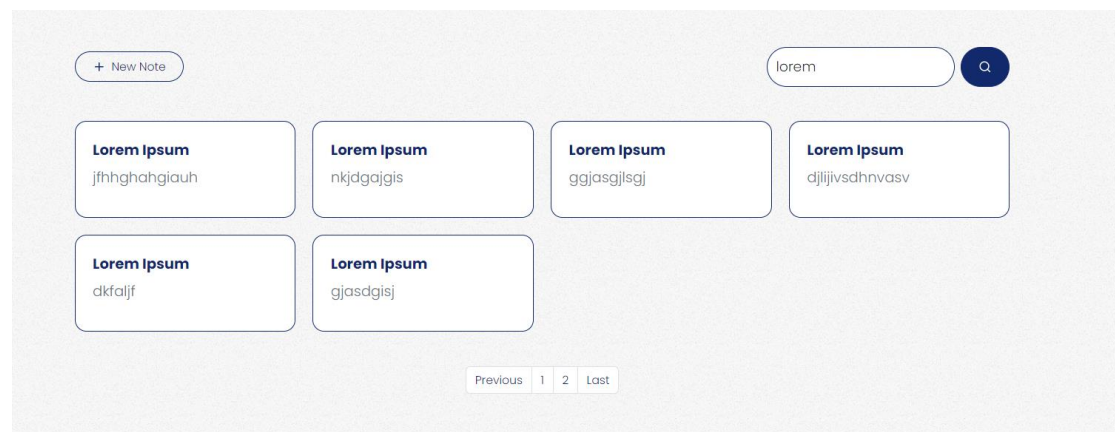 + New Note
lorem
Lorem Ipsum
jfhhghahgiauh
Lorem Ipsum
nkjdgajgis
Lorem Ipsum
ggjasgjlsgj
Lorem Ipsum
djlijivsdhnvasv
Lorem Ipsum
dkfaljf
Lorem Ipsum
gjasdgisj
Previous 1 2 Last